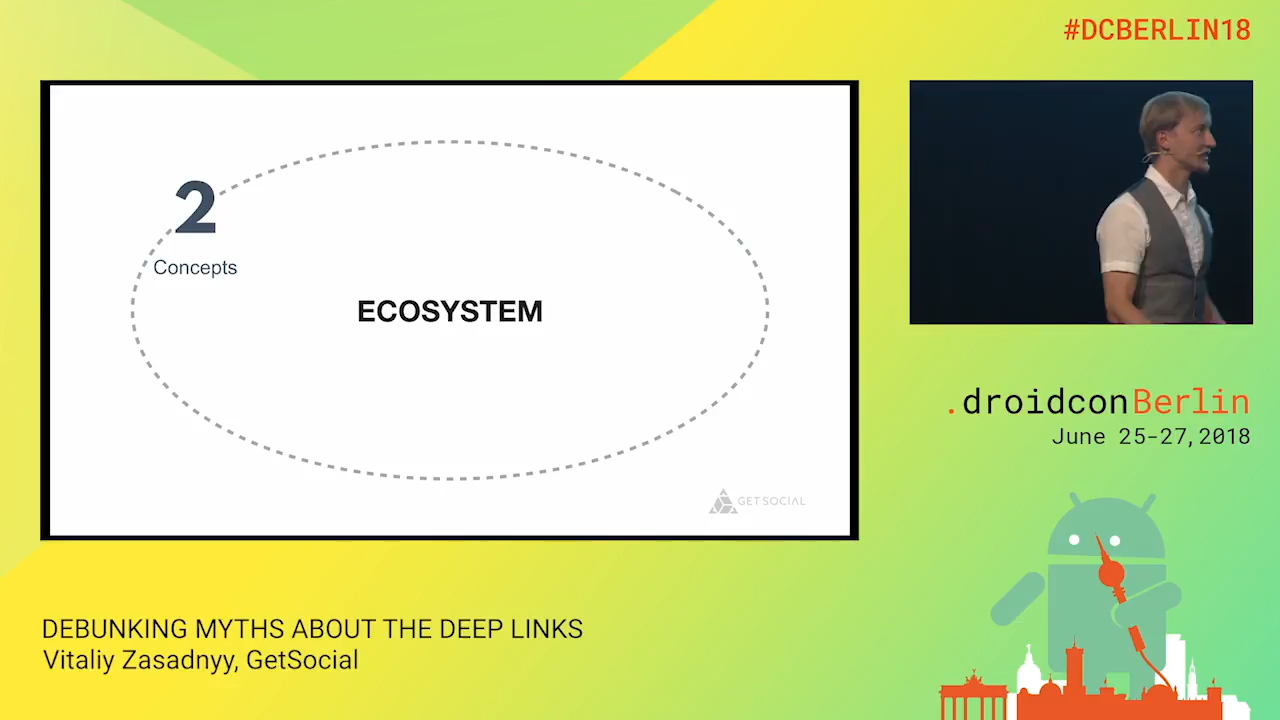 #DCBERLIN18
2
Concepts
ECOSYSTEM
GETSOCIAL
.droidconBerlin
June 25-27, 2018
DEBUNKING MYTHS ABOUT THE DEEP LINKS
Vitaliy Zasadnyy, GetSocial